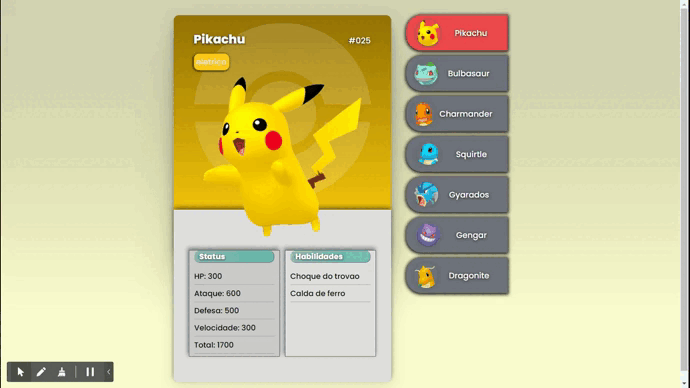 Pikachu
#025
Status
HP: 300
Ataque: 600
Defesa: 500
Velocidade: 300
Total: 1700
Habilidades
Choque do trovao
Calda de ferro
Pikachu
Bulbasaur
Charmander
Squirtle
Gyarados
Gengar
Dragonite